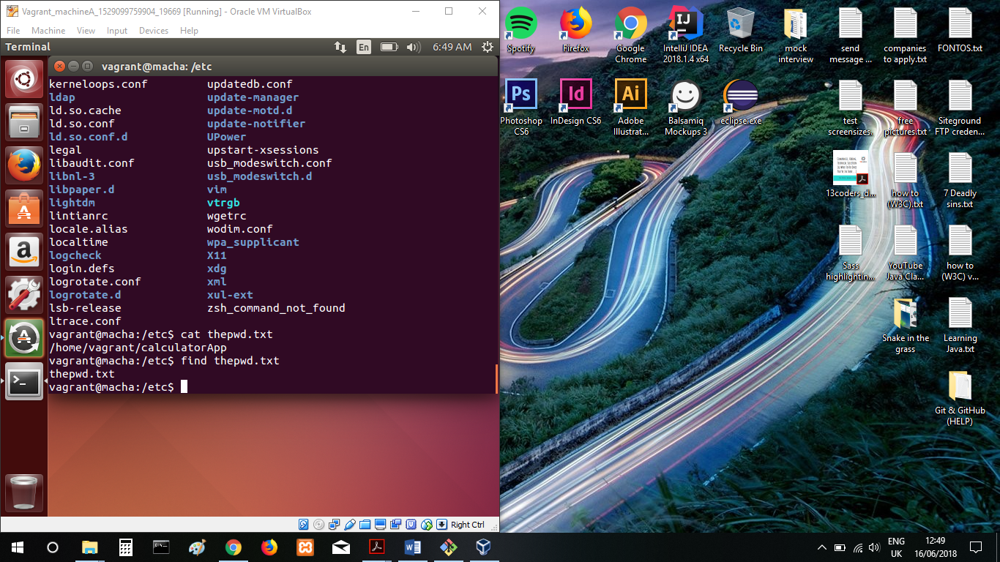 Vagrant_machineA_1529099759904_19669 [Running] - Oracle VM VirtualBox
File Machine View Input Devices Help
Terminal En 6:49 AM
vagrant@macha: /etc
kerneloops.conf updatedb.conf
ldap update-manager
ld.so.cache update-motd.d
ld.so.conf update-notifier
ld.so.conf.d UPower
legal upstart-xsessions
libaudit.conf usb_modeswitch.conf
libnl-3 usb_modeswitch.d
libpaper.d vim
lightdm vtrgb
lintianrc wgetrc
locale.alias wodim.conf
localtime wpa_supplicant
logcheck X11
login.defs xdg
logrotate.conf xml
logrotate.d xul-ext
lsb-release zsh_command_not_found
ltrace.conf
vagrant@macha:/etc$ cat thepwd.txt
/home/vagrant/calculatorApp
vagrant@macha:/etc$ find thepwd.txt
thepwd.txt
vagrant@macha:/etc$
Right Ctrl
Spotify
Firefox
Google
Chrome
IntelliJ IDEA
2018.1.4 x64
Recycle Bin
mock
interview
send
message ...
companies
to apply.txt
FONTOS.txt
Ps
Photoshop
CS6
Id
InDesign CS6
Ai
Adobe
Illustrat...
Balsamiq
Mockups 3
eclipse.exe
test
screensizes.
free
pictures.txt
Siteground
FTP creden...
13coders_d...
how to
(W3C).txt
7 Deadly
sins.txt
Sass
highlightin...
YouTube
Java Cla...
how to
(W3C) v...
Snake in the
grass
Learning
Java.txt
Git & GitHub
(HELP)
ENG
UK
12:49
16/06/2018